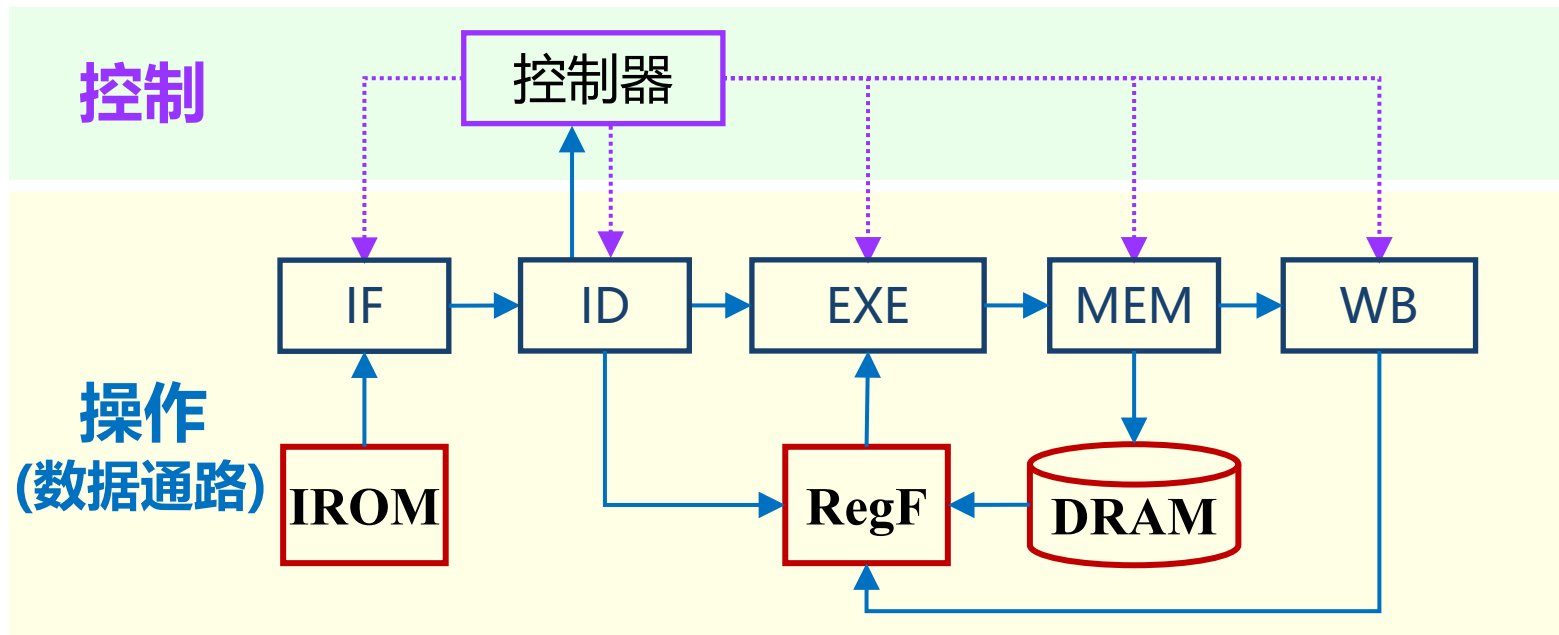 控制
控制器
IF
ID
EXE
MEM
WB
操作
(数据通路)
IROM
RegF
DRAM